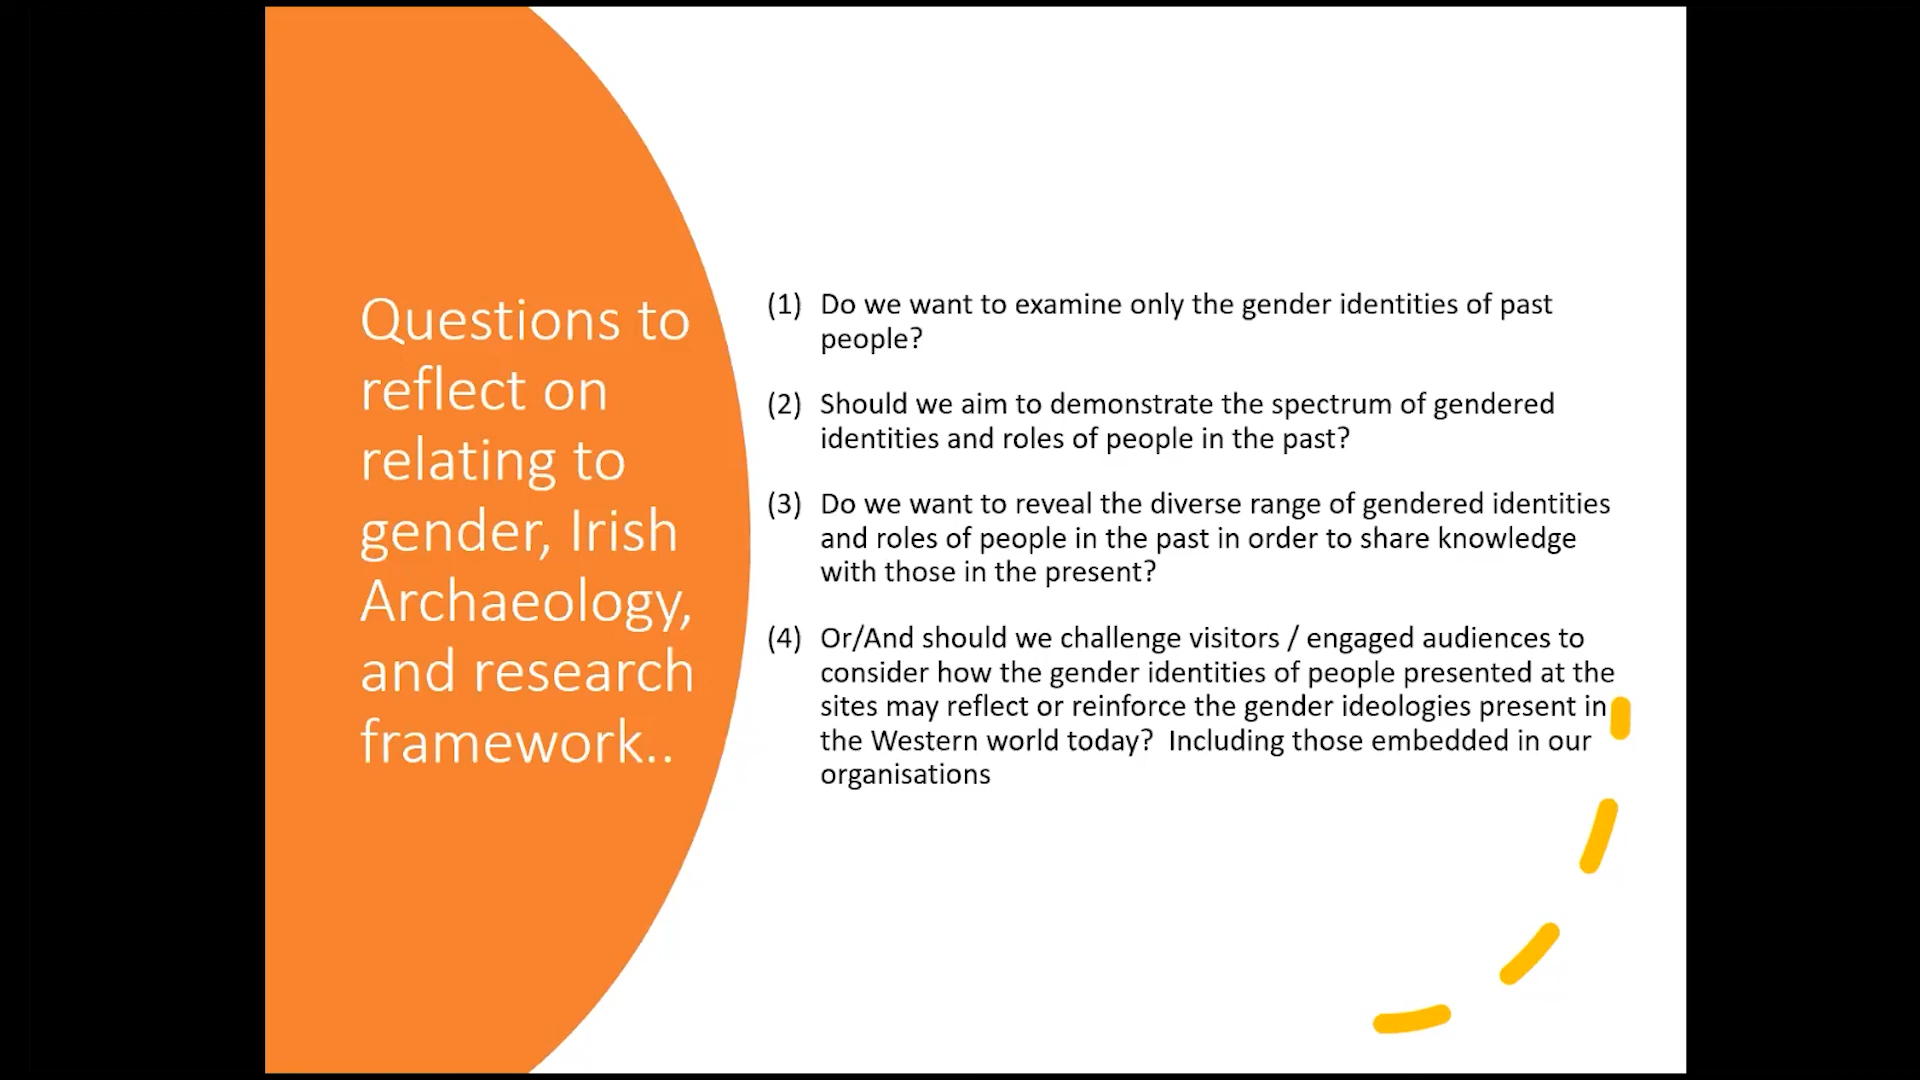 Questions to
reflect on
relating to
gender, Irish
Archaeology,
and research
framework..
(1) Do we want to examine only the gender identities of past
people?
(2) Should we aim to demonstrate the spectrum of gendered
identities and roles of people in the past?
(3) Do we want to reveal the diverse range of gendered identities
and roles of people in the past in order to share knowledge
with those in the present?
(4) Or/And should we challenge visitors / engaged audiences to
consider how the gender identities of people presented at the
sites may reflect or reinforce the gender ideologies present in
the Western world today?  Including those embedded in our
organisations